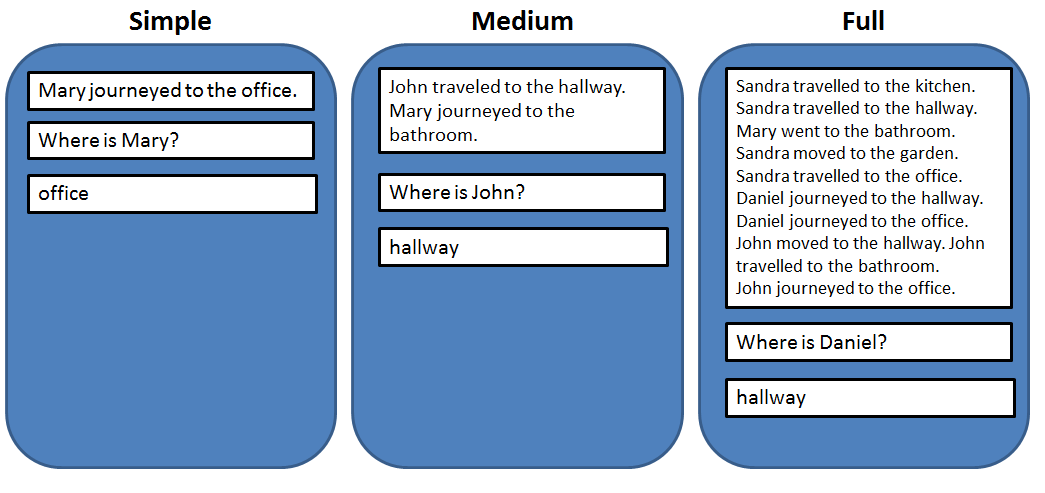 Simple
Mary journeyed to the office.
Where is Mary?
office
Medium
John traveled to the hallway.
Mary journeyed to the
bathroom.
Where is John?
hallway
Full
Sandra travelled to the kitchen.
Sandra travelled to the hallway.
Mary went to the bathroom.
Sandra moved to the garden.
Sandra travelled to the office.
Daniel journeyed to the hallway.
Daniel journeyed to the office.
John moved to the hallway. John
travelled to the bathroom.
John journeyed to the office.
Where is Daniel?
hallway